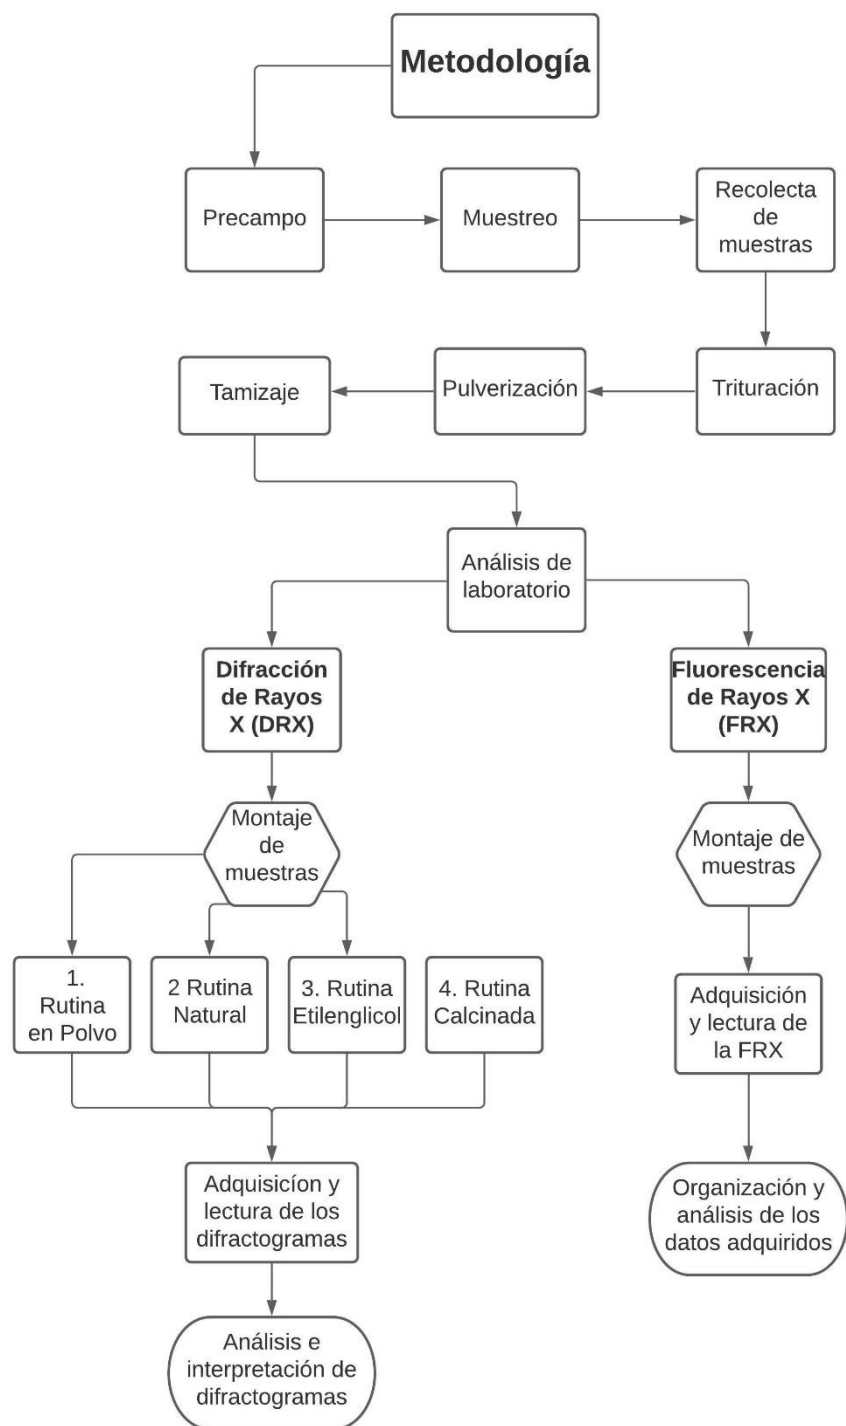 Metodología
Precampo
Muestreo
Recolecta
de
muestras
Tamizaje
Pulverización
Trituración
Análisis de
laboratorio
Difracción
de Rayos
X (DRX)
Fluorescencia
de Rayos X
(FRX)
Montaje
de
muestras
Montaje de
muestras
1.
Rutina
en Polvo
2 Rutina
Natural
3. Rutina
Etilenglicol
4. Rutina
Calcinada
Adquisición
y lectura de
la FRX
Adquisicíon y
lectura de los
difractogramas
Organización y
análisis de los
datos adquiridos
Análisis e
interpretación de
difractogramas